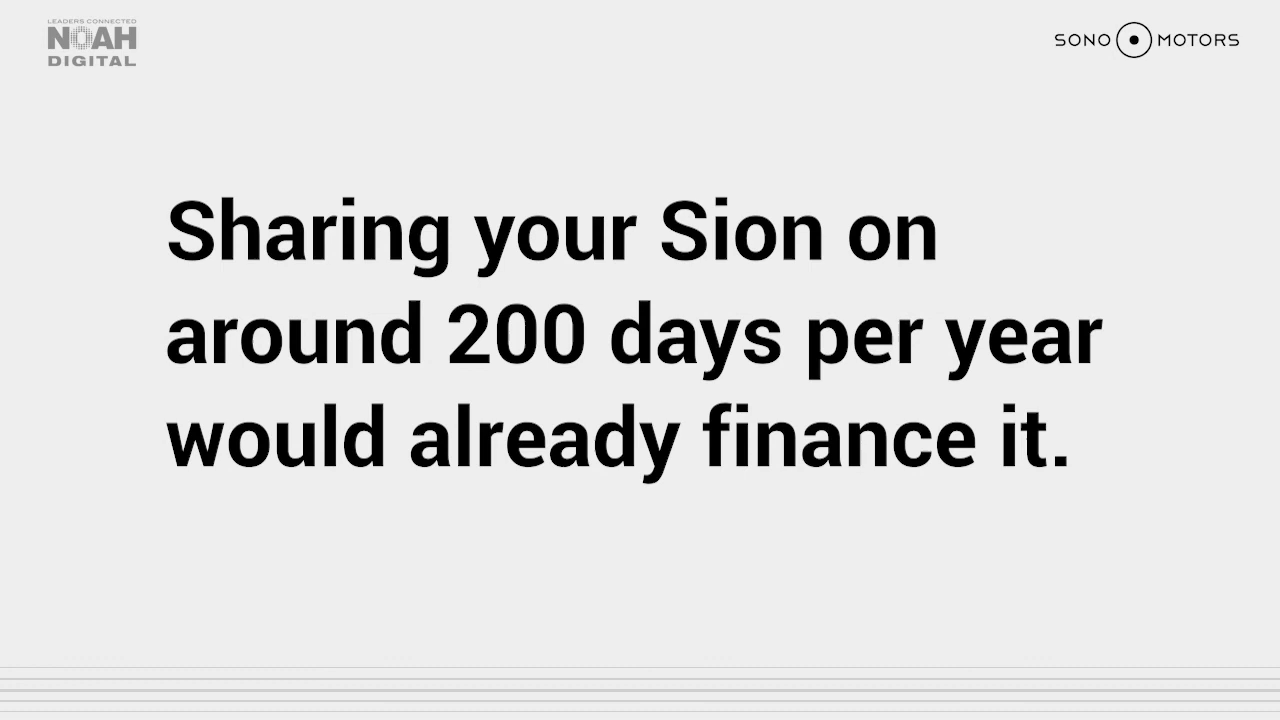 LEADERS CONNECTED
NOAH
DIGITAL
SONO MOTORS
Sharing your Sion on
around 200 days per year
would already finance it.